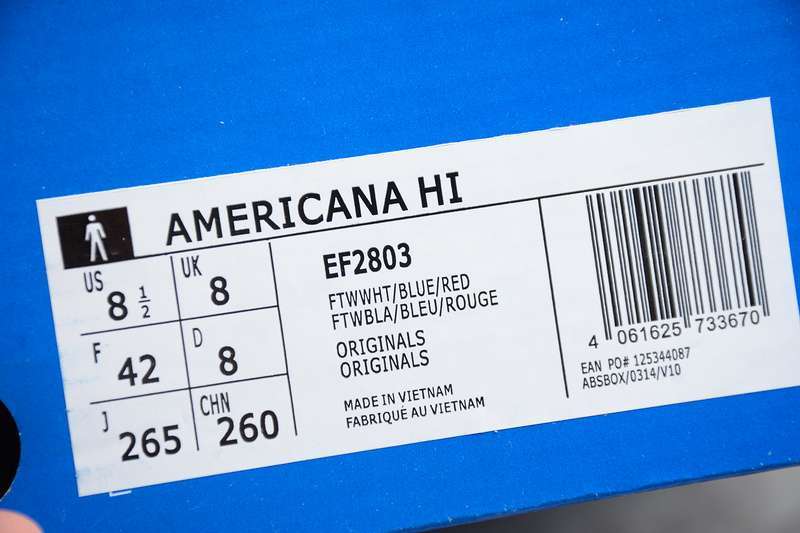 AMERICANA HI
US 8 1/2 UK 8
F 42 D 8
J 265 CHN 260
EF2803
FTWWHT/BLUE/RED
FTWBLA/BLEU/ROUGE
ORIGINALS
ORIGINALS
MADE IN VIETNAM
FABRIQUÉ AU VIETNAM
4 061625 733670
EAN PO# 125344087
ABSBOX/0314/V10